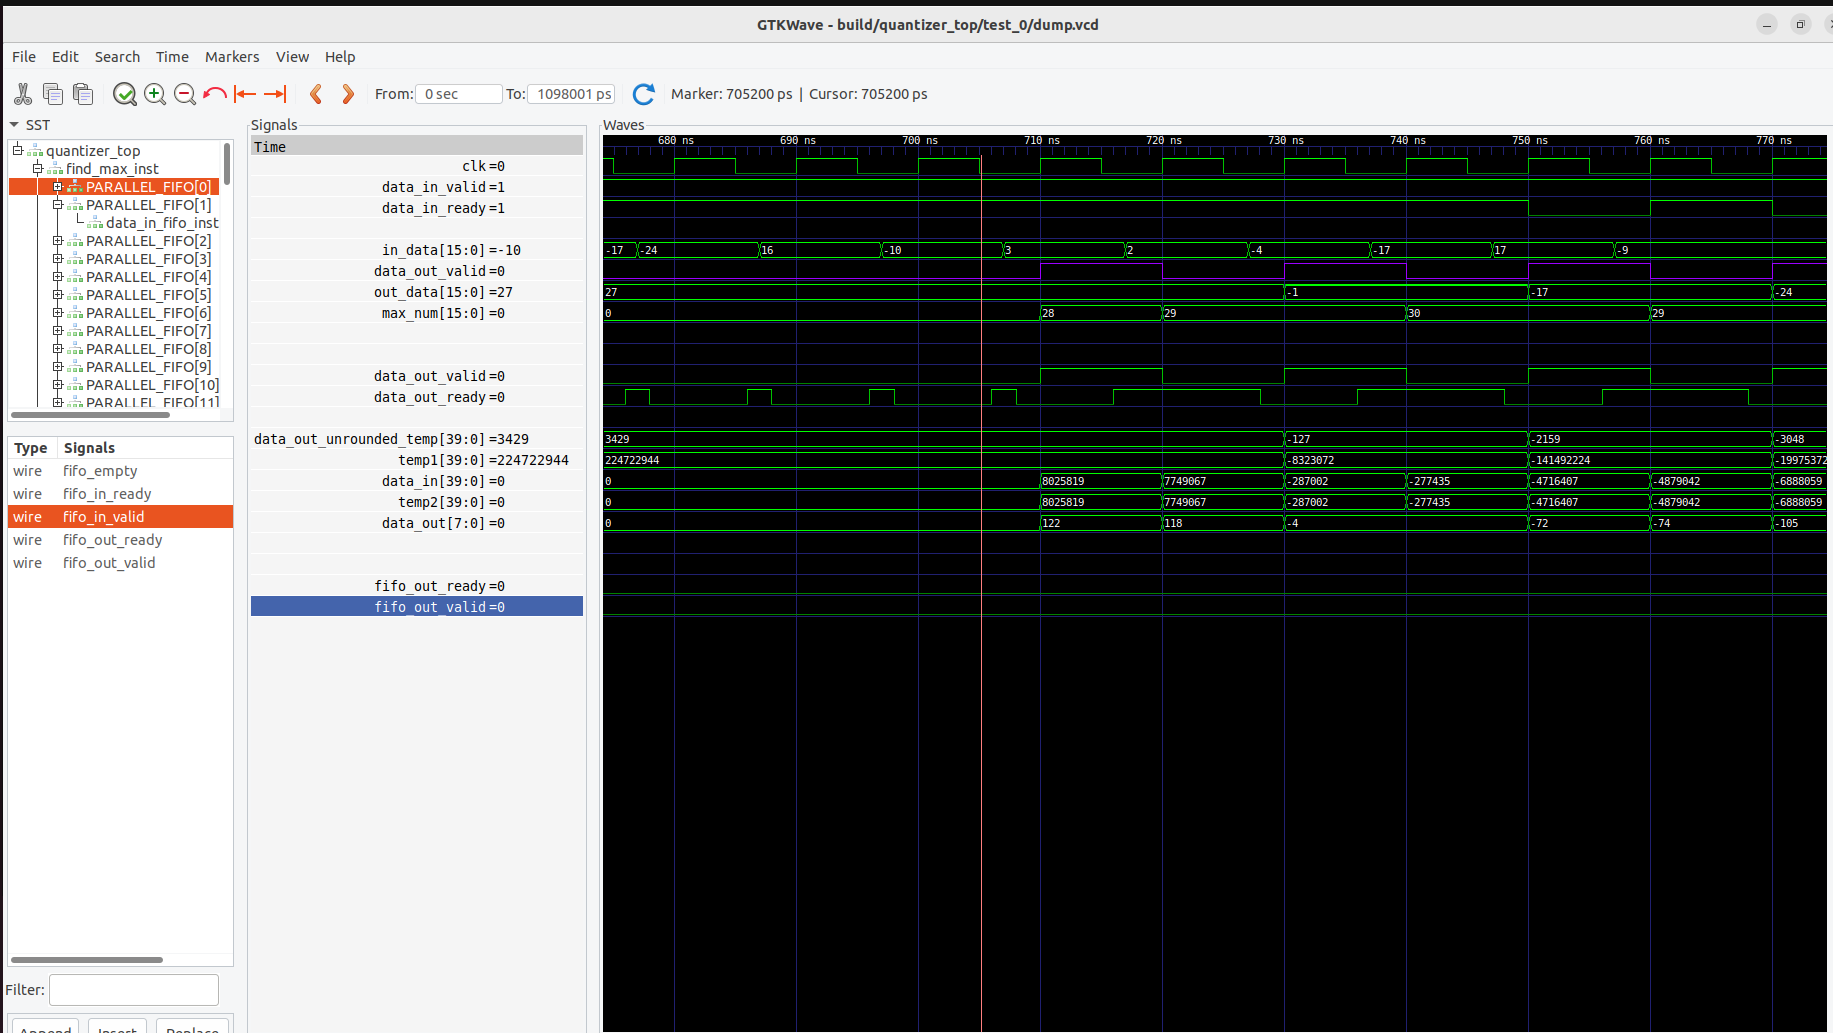 GTKWave - build/quantizer_top/test_0/dump.vcd
File Edit Search Time Markers View Help
From: 0 sec To: 1098001 ps Marker: 705200 ps | Cursor: 705200 ps
SST
quantizer_top
find_max_inst
PARALLEL_FIFO[0]
PARALLEL_FIFO[1]
data_in_fifo_inst
PARALLEL_FIFO[2]
PARALLEL_FIFO[3]
PARALLEL_FIFO[4]
PARALLEL_FIFO[5]
PARALLEL_FIFO[6]
PARALLEL_FIFO[7]
PARALLEL_FIFO[8]
PARALLEL_FIFO[9]
PARALLEL_FIFO[10]
PARALLEL_FIFO[11]
Type Signals
wire fifo_empty
wire fifo_in_ready
wire fifo_in_valid
wire fifo_out_ready
wire fifo_out_valid
Filter:
Append Insert Replace
Signals
Time
clk=0
data_in_valid=1
data_in_ready=1
in_data[15:0]=-10
data_out_valid=0
out_data[15:0]=27
max_num[15:0]=0
data_out_valid=0
data_out_ready=0
data_out_unrounded_temp[39:0]=3429
temp1[39:0]=224722944
data_in[39:0]=0
temp2[39:0]=0
data_out[7:0]=0
fifo_out_ready=0
fifo_out_valid=0
Waves
680 ns 690 ns 700 ns 710 ns 720 ns 730 ns 740 ns 750 ns 760 ns 770 ns
-17 -24 16 -10 3 2 -4 -17 17 -9
27 -1 -17 -24
0 28 29 30 29
3429 -127 -2159 -3048
224722944 -8323072 -141492224 -19975372
0 8025819 7749067 -287002 -277435 -4716407 -4879042 -6888059
0 8025819 7749067 -287002 -277435 -4716407 -4879042 -6888059
0 122 118 -4 -72 -74 -105